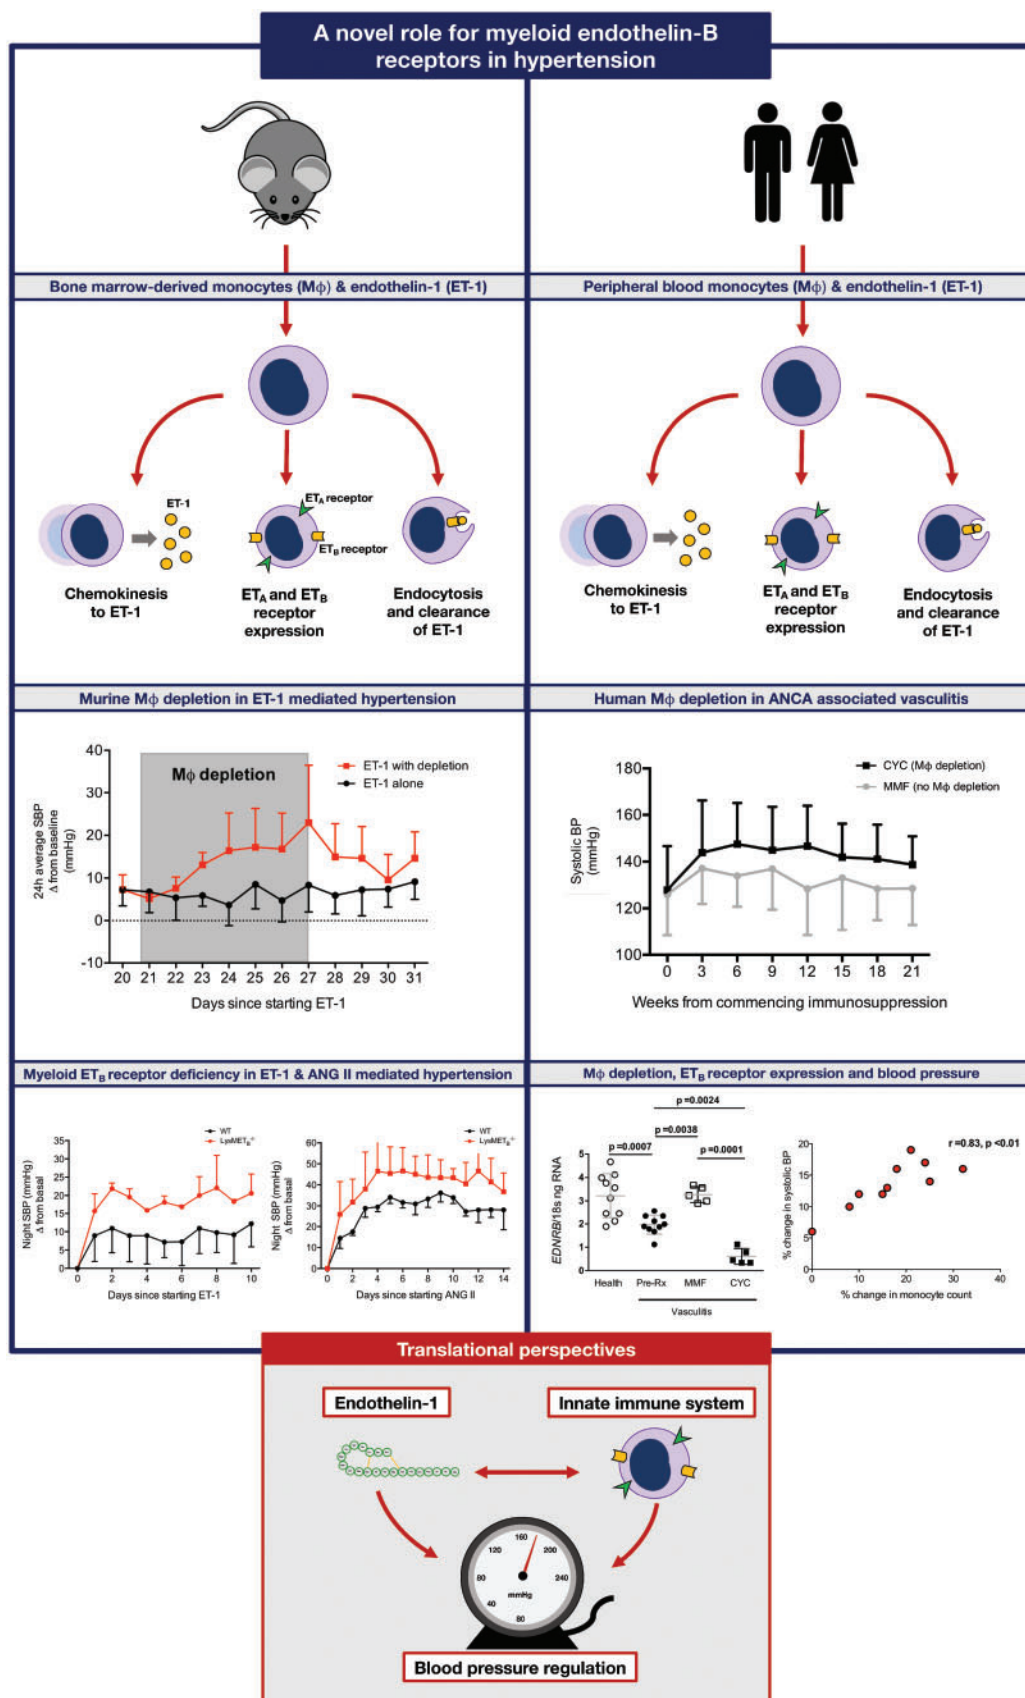 A novel role for myeloid endothelin-B
receptors in hypertension
Bone marrow-derived monocytes (Mϕ) & endothelin-1 (ET-1)
ET-1
ETA receptor
ETB receptor
Chemokinesis
to ET-1
ETA and ETB
receptor
expression
Endocytosis
and clearance
of ET-1
Peripheral blood monocytes (Mϕ) & endothelin-1 (ET-1)
Chemokinesis
to ET-1
ETA and ETB
receptor
expression
Endocytosis
and clearance
of ET-1
Murine Mϕ depletion in ET-1 mediated hypertension
Mϕ depletion
ET-1 with depletion
ET-1 alone
24h average SBP
Δ from baseline
(mmHg)
40
30
20
10
0
-10
20 21 22 23 24 25 26 27 28 29 30 31
Days since starting ET-1
Human Mϕ depletion in ANCA associated vasculitis
CYC (Mϕ depletion)
MMF (no Mϕ depletion
Systolic BP
(mmHg)
180
160
140
120
100
0 3 6 9 12 15 18 21
Weeks from commencing immunosuppression
Myeloid ETB receptor deficiency in ET-1 & ANG II mediated hypertension
WT
LysMETB-/-
Night SBP (mmHg)
Δ from basal
35
30
25
20
15
10
5
0
0 2 4 6 8 10
Days since starting ET-1
WT
LysMETB-/-
Night SBP (mmHg)
Δ from basal
60
50
40
30
20
10
0
0 2 4 6 8 10 12 14
Days since starting ANG II
Mϕ depletion, ETB receptor expression and blood pressure
p =0.0024
p =0.0038
p =0.0007
p =0.0001
EDNRB/18s ng RNA
5
4
3
2
1
0
Health Pre-Rx MMF CYC
Vasculitis
r =0.83, p <0.01
% change in systolic BP
20
15
10
5
0
0 10 20 30 40
% change in monocyte count
Translational perspectives
Endothelin-1
Innate immune system
160
120
200
80
240
mmHg
40
80
Blood pressure regulation